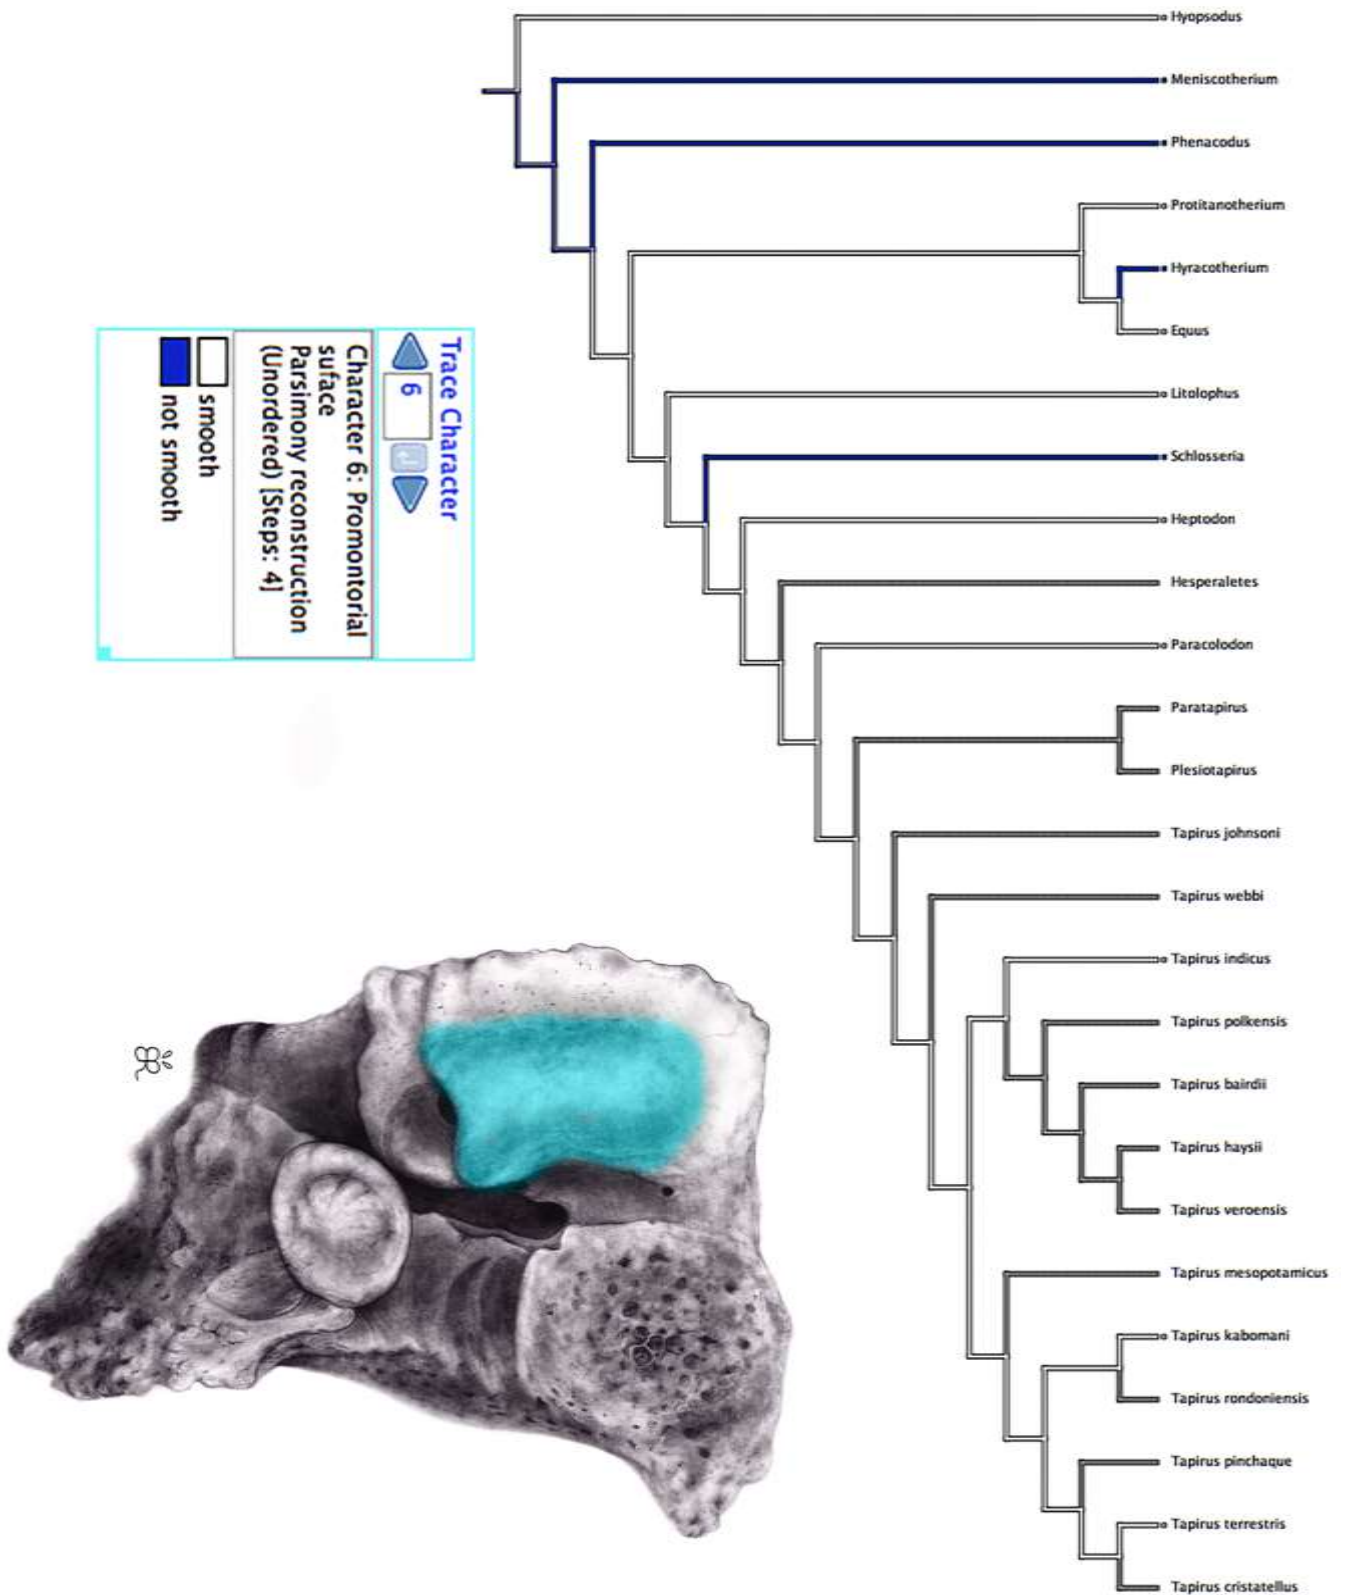 Hyopsodus
Meniscotherium
Phenacodus
Protitanotherium
Hyracotherium
Equus
Litolophus
Schlosseria
Heptodon
Hesperaletes
Paracolodon
Paratapirus
Plesiotapirus
Tapirus johnsoni
Tapirus webbi
Tapirus indicus
Tapirus polkensis
Tapirus bairdii
Tapirus haysii
Tapirus veroensis
Tapirus mesopotamicus
Tapirus kabomani
Tapirus rondoniensis
Tapirus pinchaque
Tapirus terrestris
Tapirus cristatellus
Trace Character
6
Character 6: Promontorial
suface
Parsimony reconstruction
(Unordered) [Steps: 4]
smooth
not smooth